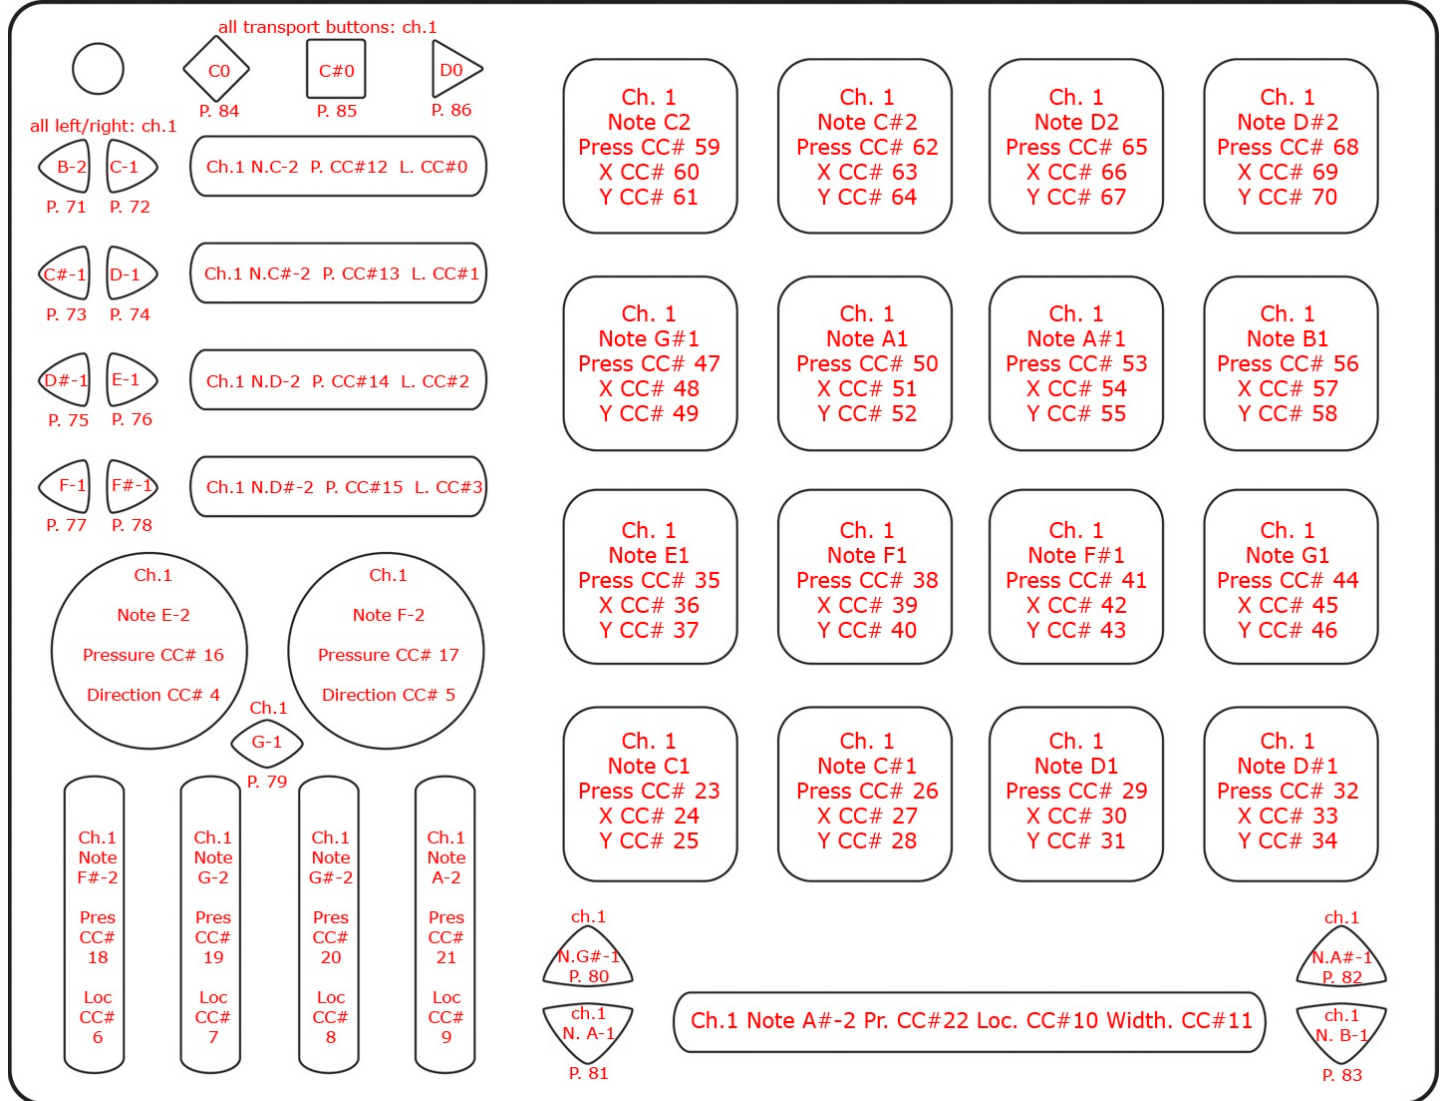 all transport buttons: ch.1
C0
C#0
D0
P. 84
P. 85
P. 86
all left/right: ch.1
B-2
C-1
P. 71
P. 72
Ch.1 N.C-2 P. CC#12 L. CC#0
C#-1
D-1
P. 73
P. 74
Ch.1 N.C#-2 P. CC#13 L. CC#1
D#-1
E-1
P. 75
P. 76
Ch.1 N.D-2 P. CC#14 L. CC#2
F-1
F#-1
P. 77
P. 78
Ch.1 N.D#-2 P. CC#15 L. CC#3
Ch.1
Note E-2
Pressure CC# 16
Direction CC# 4
Ch.1
Note F-2
Pressure CC# 17
Direction CC# 5
Ch.1
G-1
P. 79
Ch.1
Note
F#-2
Pres
CC#
18
Loc
CC#
6
Ch.1
Note
G-2
Pres
CC#
19
Loc
CC#
7
Ch.1
Note
G#-2
Pres
CC#
20
Loc
CC#
8
Ch.1
Note
A-2
Pres
CC#
21
Loc
CC#
9
Ch. 1
Note C2
Press CC# 59
X CC# 60
Y CC# 61
Ch. 1
Note C#2
Press CC# 62
X CC# 63
Y CC# 64
Ch. 1
Note D2
Press CC# 65
X CC# 66
Y CC# 67
Ch. 1
Note D#2
Press CC# 68
X CC# 69
Y CC# 70
Ch. 1
Note G#1
Press CC# 47
X CC# 48
Y CC# 49
Ch. 1
Note A1
Press CC# 50
X CC# 51
Y CC# 52
Ch. 1
Note A#1
Press CC# 53
X CC# 54
Y CC# 55
Ch. 1
Note B1
Press CC# 56
X CC# 57
Y CC# 58
Ch. 1
Note E1
Press CC# 35
X CC# 36
Y CC# 37
Ch. 1
Note F1
Press CC# 38
X CC# 39
Y CC# 40
Ch. 1
Note F#1
Press CC# 41
X CC# 42
Y CC# 43
Ch. 1
Note G1
Press CC# 44
X CC# 45
Y CC# 46
Ch. 1
Note C1
Press CC# 23
X CC# 24
Y CC# 25
Ch. 1
Note C#1
Press CC# 26
X CC# 27
Y CC# 28
Ch. 1
Note D1
Press CC# 29
X CC# 30
Y CC# 31
Ch. 1
Note D#1
Press CC# 32
X CC# 33
Y CC# 34
ch.1
N.G#-1
P. 80
ch.1
N. A-1
P. 81
Ch.1 Note A#-2 Pr. CC#22 Loc. CC#10 Width. CC#11
ch.1
N.A#-1
P. 82
ch.1
N. B-1
P. 83